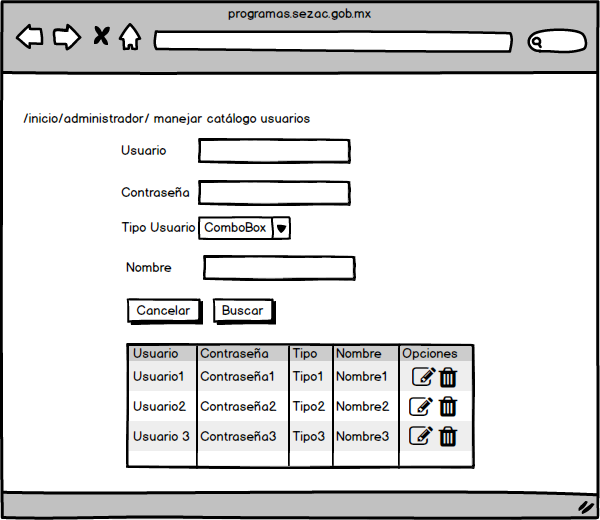 programas.sezac.gob.mx
/inicio/administrador/ manejar catálogo usuarios
Usuario
Contraseña
Tipo Usuario ComboBox
Nombre
Cancelar Buscar
Usuario Contraseña Tipo Nombre Opciones
Usuario1 Contraseña1 Tipo1 Nombre1
Usuario2 Contraseña2 Tipo2 Nombre2
Usuario 3 Contraseña3 Tipo3 Nombre3